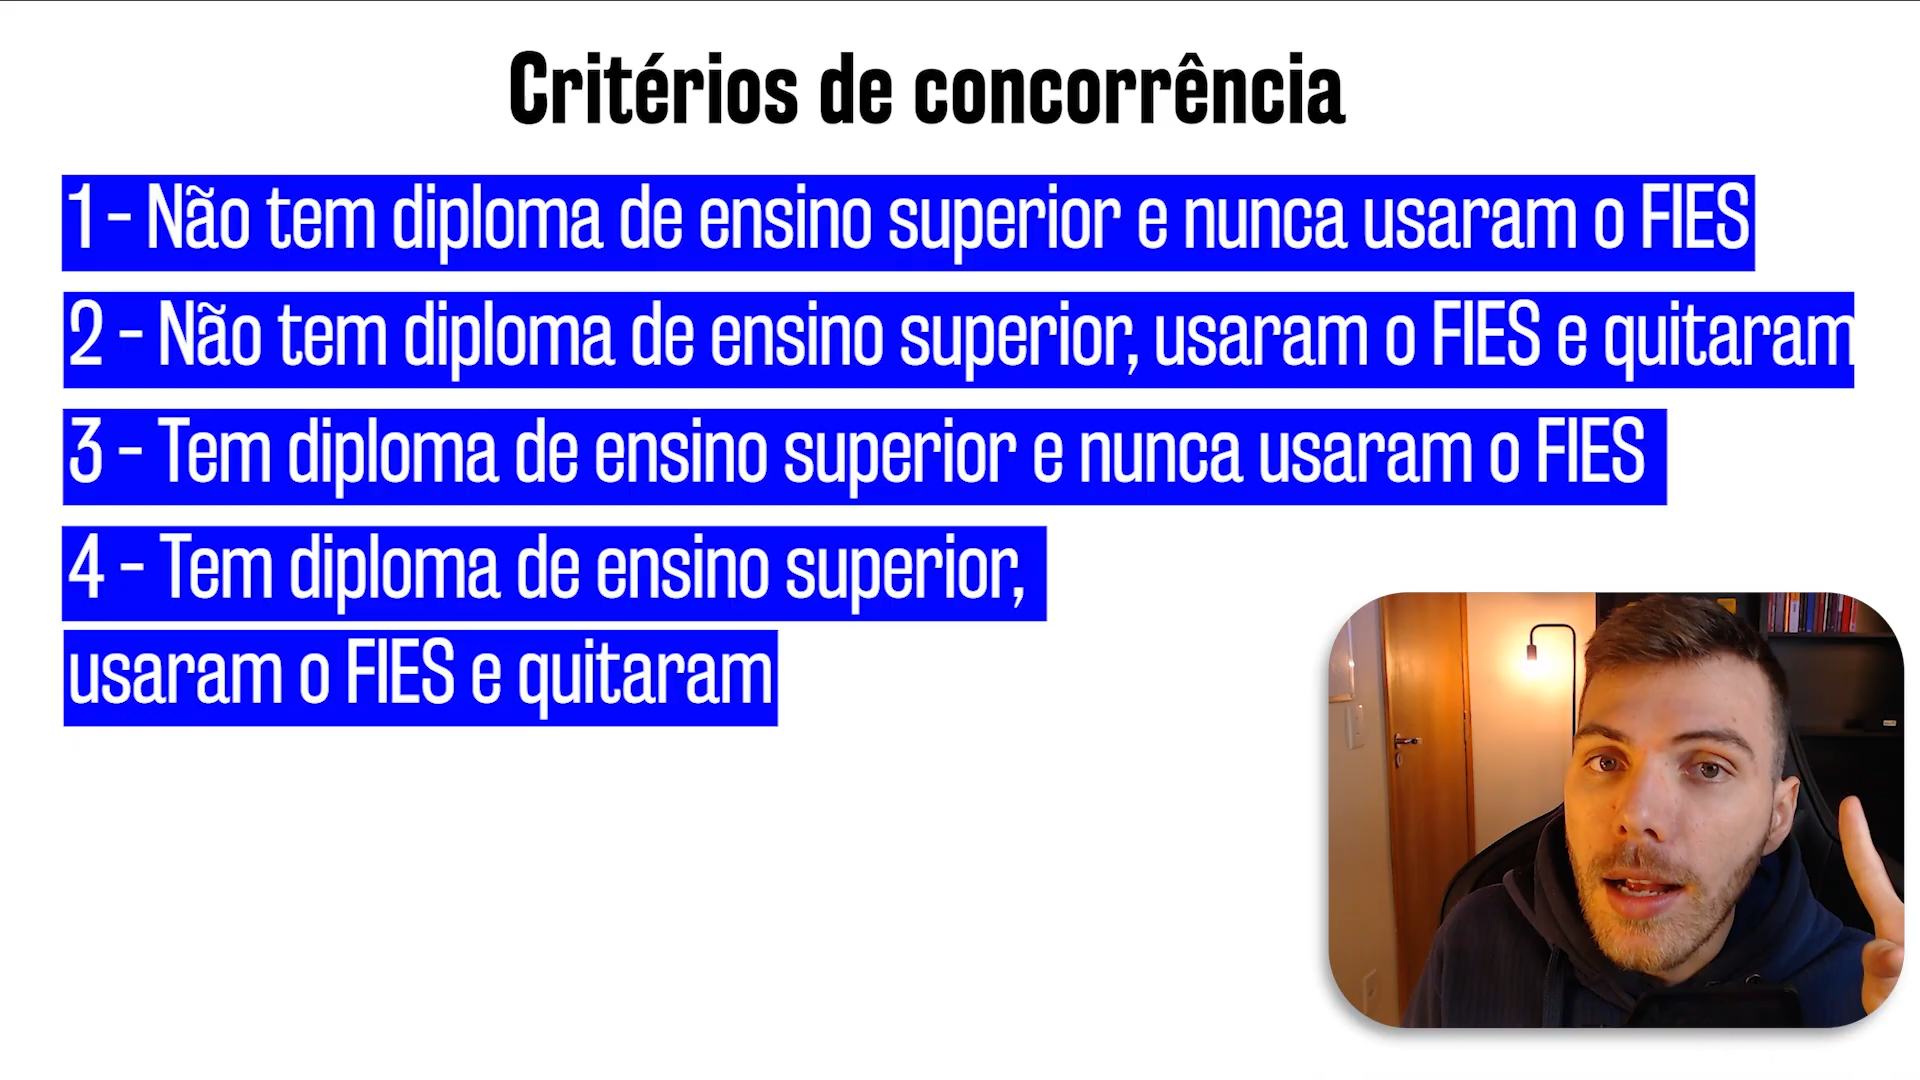 Critérios de concorrência
1 - Não tem diploma de ensino superior e nunca usaram o FIES
2 - Não tem diploma de ensino superior, usaram o FIES e quitaram
3 - Tem diploma de ensino superior e nunca usaram o FIES
4 - Tem diploma de ensino superior,
usaram o FIES e quitaram